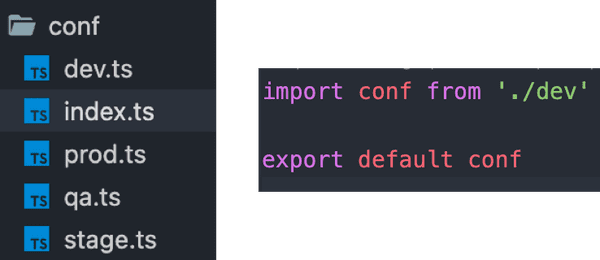 conf
TS dev.ts
TS index.ts
TS prod.ts
TS qa.ts
TS stage.ts
import conf from './dev'
export default conf